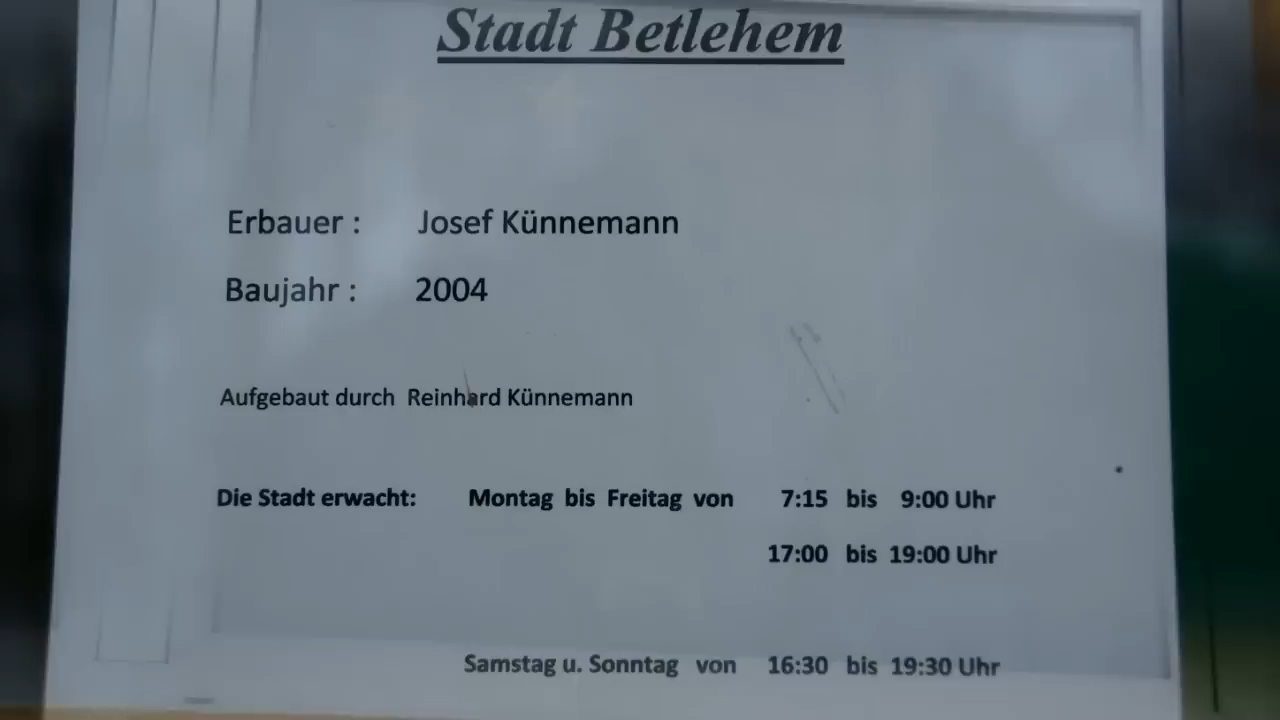 Stadt Betlehem
Erbauer : Josef Künnemann
Baujahr : 2004
Aufgebaut durch Reinhard Künnemann
Die Stadt erwacht: Montag bis Freitag von 7:15 bis 9:00 Uhr
17:00 bis 19:00 Uhr
Samstag u. Sonntag von 16:30 bis 19:30 Uhr